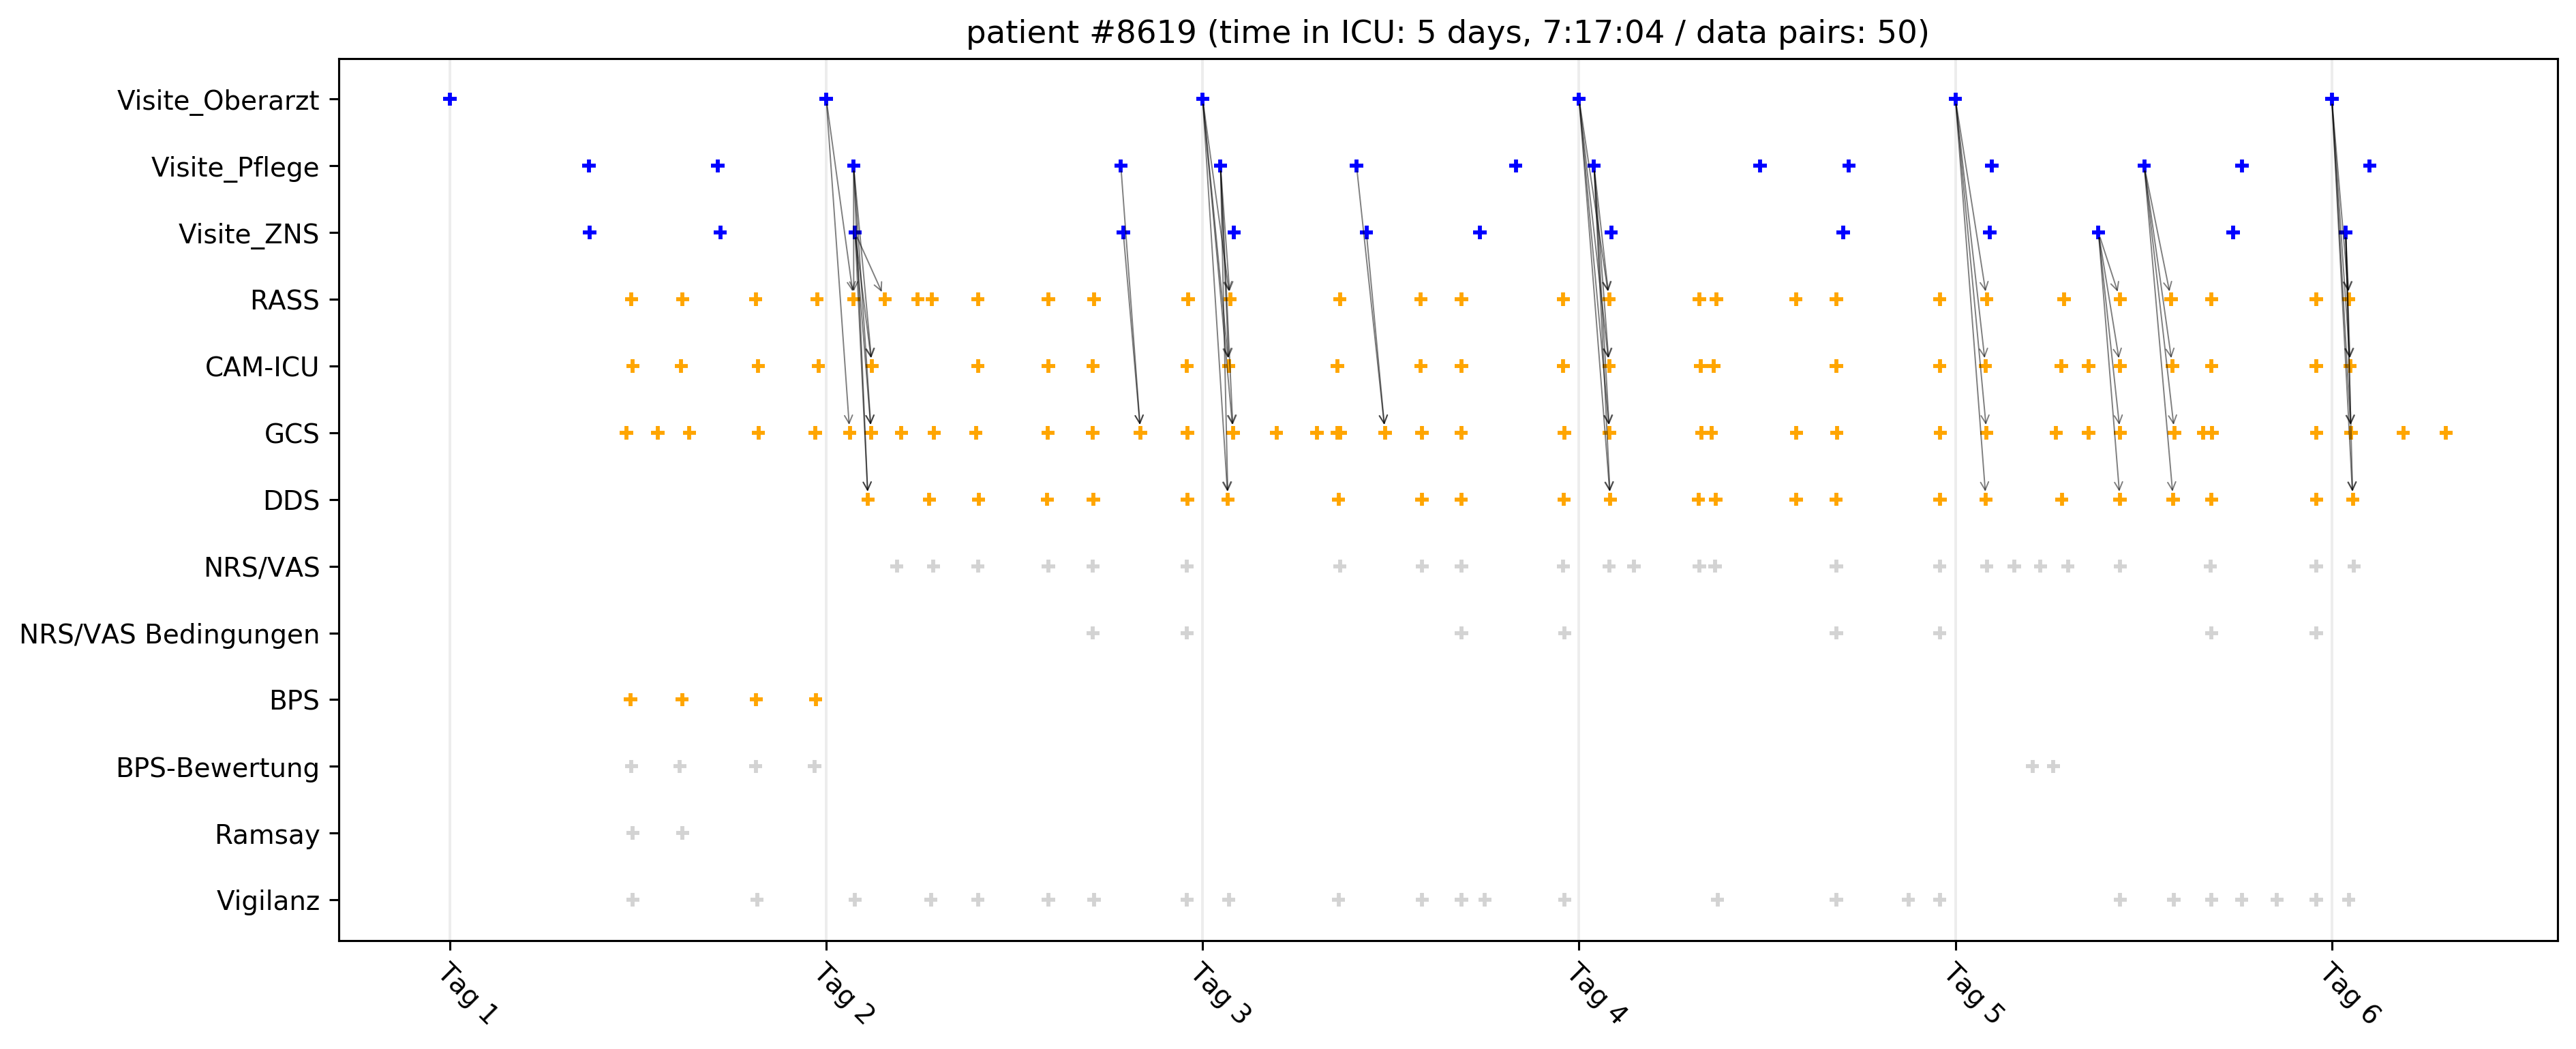 patient #8619 (time in ICU: 5 days, 7:17:04 / data pairs: 50)
Visite_Oberarzt
Visite_Pflege
Visite_ZNS
RASS
CAM-ICU
GCS
DDS
NRS/VAS
NRS/VAS Bedingungen
BPS
BPS-Bewertung
Ramsay
Vigilanz
Tag 1
Tag 2
Tag 3
Tag 4
Tag 5
Tag 6